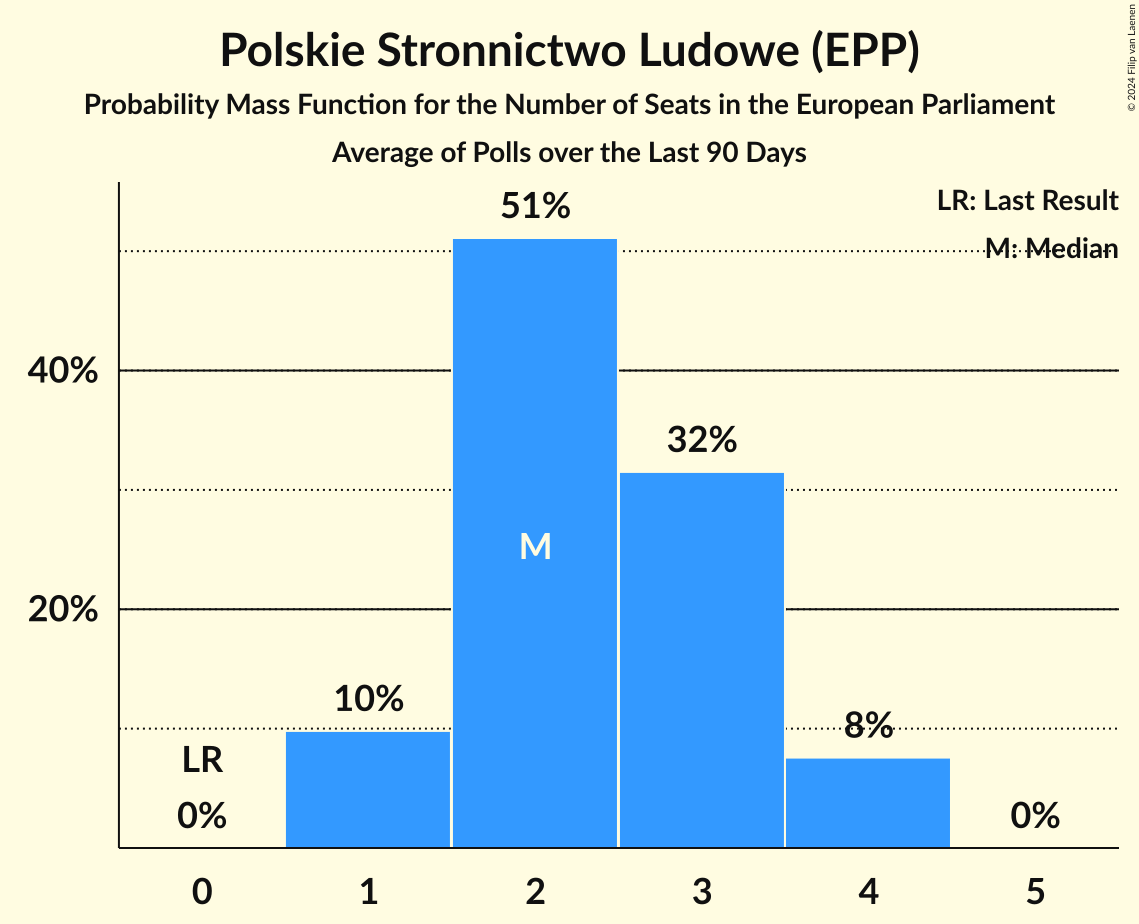 Polskie Stronnictwo Ludowe (EPP)
Probability Mass Function for the Number of Seats in the European Parliament
Average of Polls over the Last 90 Days
© 2024 Filip van Laenen
LR: Last Result
M: Median
51%
40%
32%
M
20%
10%
8%
LR
0%
0%
0 1 2 3 4 5